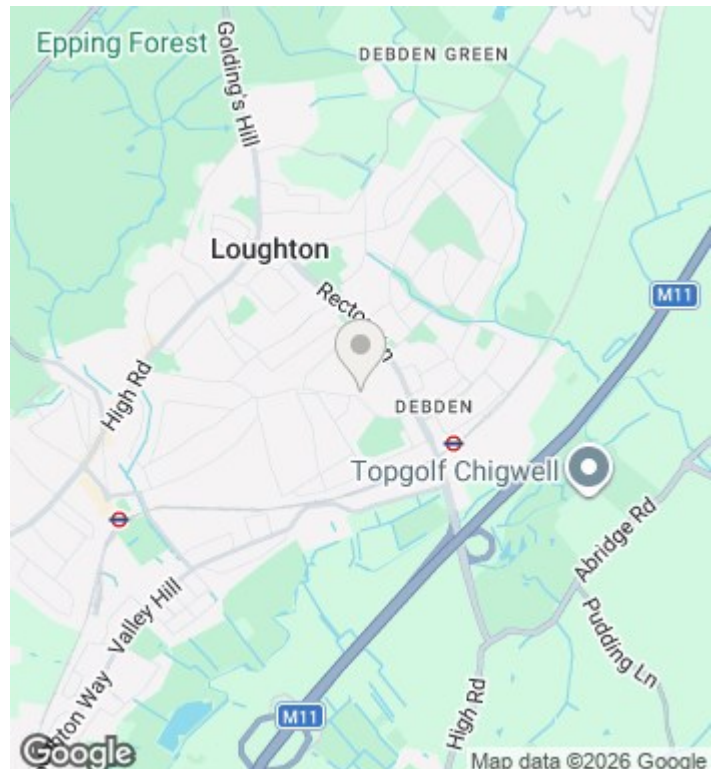 Epping Forest
Golding's Hill
DEBDEN GREEN
Loughton
M11
High Rd
DEBDEN
Topgolf Chigwell
Abridge Rd
Valley Hill
Pudding Ln
High Rd
Way
M11
Google
Map data ©2026 Google